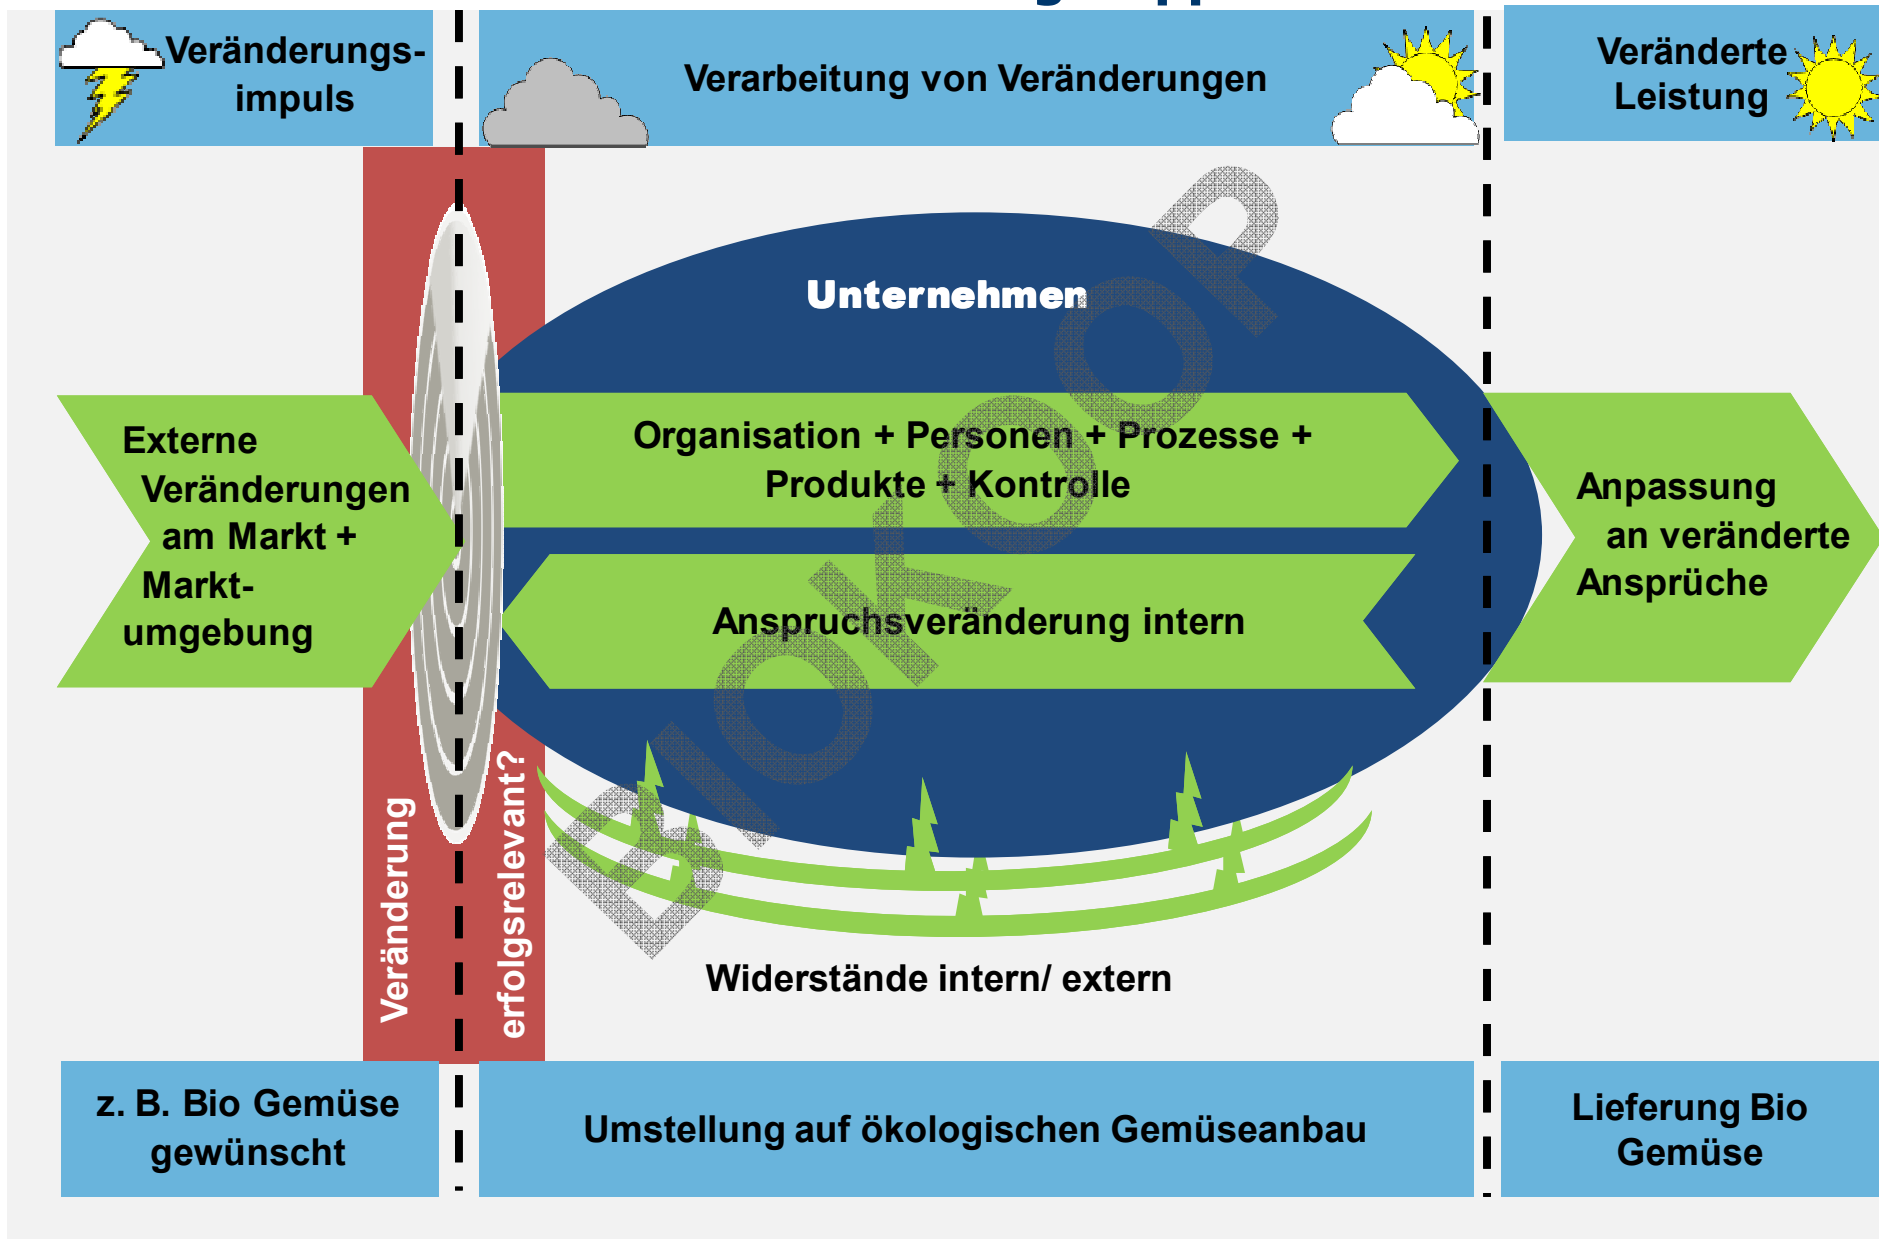 Veränderungs-
impuls
Verarbeitung von Veränderungen
Veränderte
Leistung
Unternehmen
Externe
Veränderungen
am Markt +
Markt-
umgebung
Organisation + Personen + Prozesse +
Produkte + Kontrolle
Anspruchsveränderung intern
Anpassung
an veränderte
Ansprüche
Veränderung
erfolgsrelevant?
Widerstände intern/ extern
BIOKOOP
z. B. Bio Gemüse
gewünscht
Umstellung auf ökologischen Gemüseanbau
Lieferung Bio
Gemüse